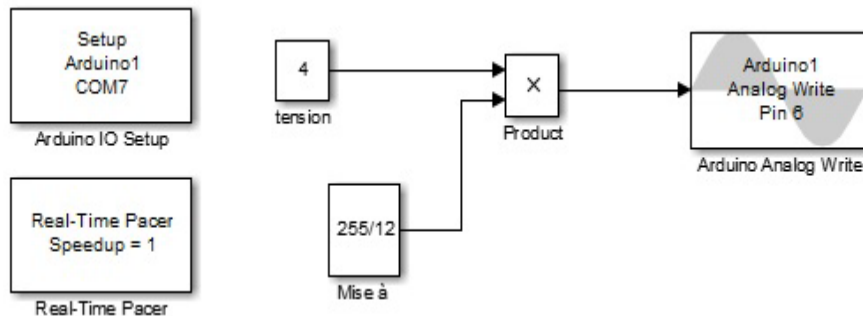 Setup
Arduino1
COM7
Arduino IO Setup
4
tension
×
Product
Arduino1
Analog Write
Pin 6
Arduino Analog Write
Real-Time Pacer
Speedup = 1
Real-Time Pacer
255/12
Mise à